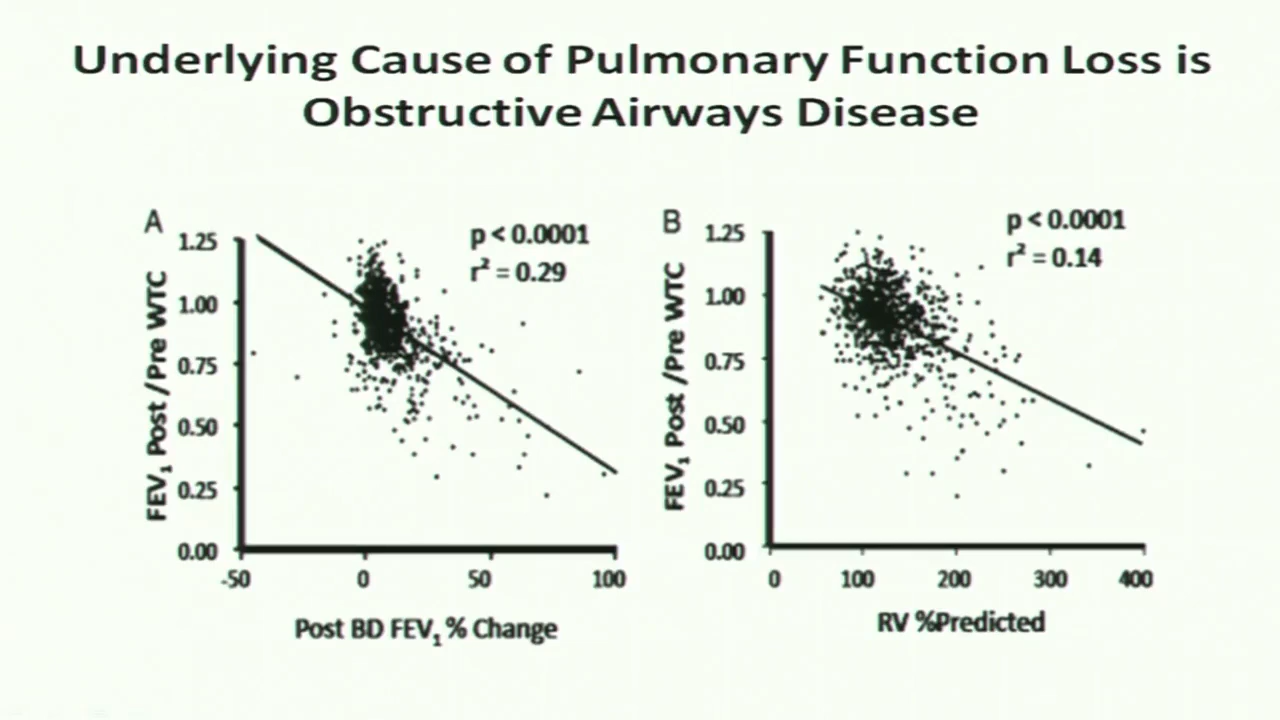 Underlying Cause of Pulmonary Function Loss is
Obstructive Airways Disease
A
p < 0.0001
r² = 0.29
FEV₁ Post /Pre WTC
1.25
1.00
0.75
0.50
0.25
0.00
-50
0
50
100
Post BD FEV₁ % Change
B
p < 0.0001
r² = 0.14
FEV₁ Post /Pre WTC
1.25
1.00
0.75
0.50
0.25
0.00
0
100
200
300
400
RV %Predicted